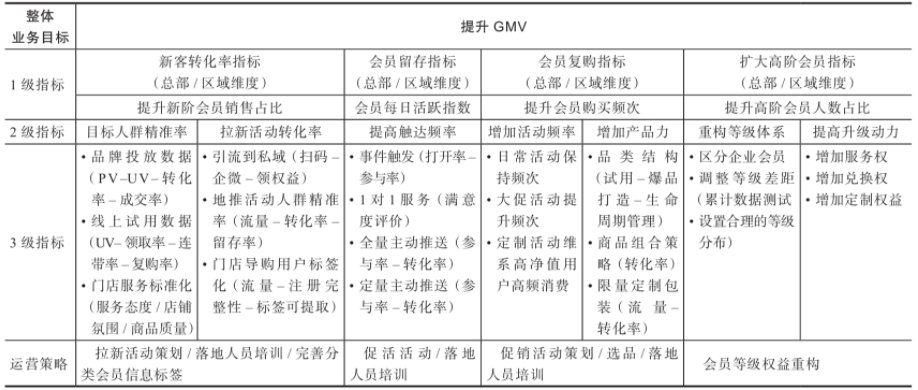 整体
业务目标
提升 GMV
1 级指标
新客转化率指标
（总部 / 区域维度）
会员留存指标
（总部 / 区域维度）
会员复购指标
（总部 / 区域维度）
扩大高阶会员指标
（总部 / 区域维度）
提升新阶会员销售占比
会员每日活跃指数
提升会员购买频次
提升高阶会员人数占比
2 级指标
目标人群精准率
拉新活动转化率
提高触达频率
增加活动频率
增加产品力
重构等级体系
提高升级动力
3 级指标
• 品牌投放数据
（PV–UV– 转化
率 – 成交率）
• 线上试用数据
（UV– 领取率 – 连
带率 – 复购率）
• 门店服务标准化
（服务态度 / 店铺
氛围 / 商品质量）
• 引流到私域（扫码 –
企微 – 领权益）
• 地推活动人群精准
率（流量 – 转化率 –
留存率）
• 门店导购用户标签
化（流量 – 注册完
整性 – 标签可提取）
• 事件触发（打开率 –
参与率）
• 1 对 1 服务（满意
度评价）
• 全量主动推送（参
与率 – 转化率）
• 定量主动推送（参
与率 – 转化率）
• 日常活动保
持频次
• 大促活动提
升频次
• 定制活动维
系高净值用
户高频消费
• 品类结构
（试用 – 爆品
打造 – 生命
周期管理）
• 商品组合策
略（转化率）
• 限量定制包
装（流量 –
转化率）
• 区分企业会员
• 调整等级差距
（累计数据测试
• 设置合理的等级
分布）
• 增加服务权
• 增加兑换权
• 增加定制权益
运营策略
拉新活动策划 / 落地人员培训 / 完善分
类会员信息标签
促活活动 / 落地
人员培训
促销活动策划 / 选品 / 落地
人员培训
会员等级权益重构